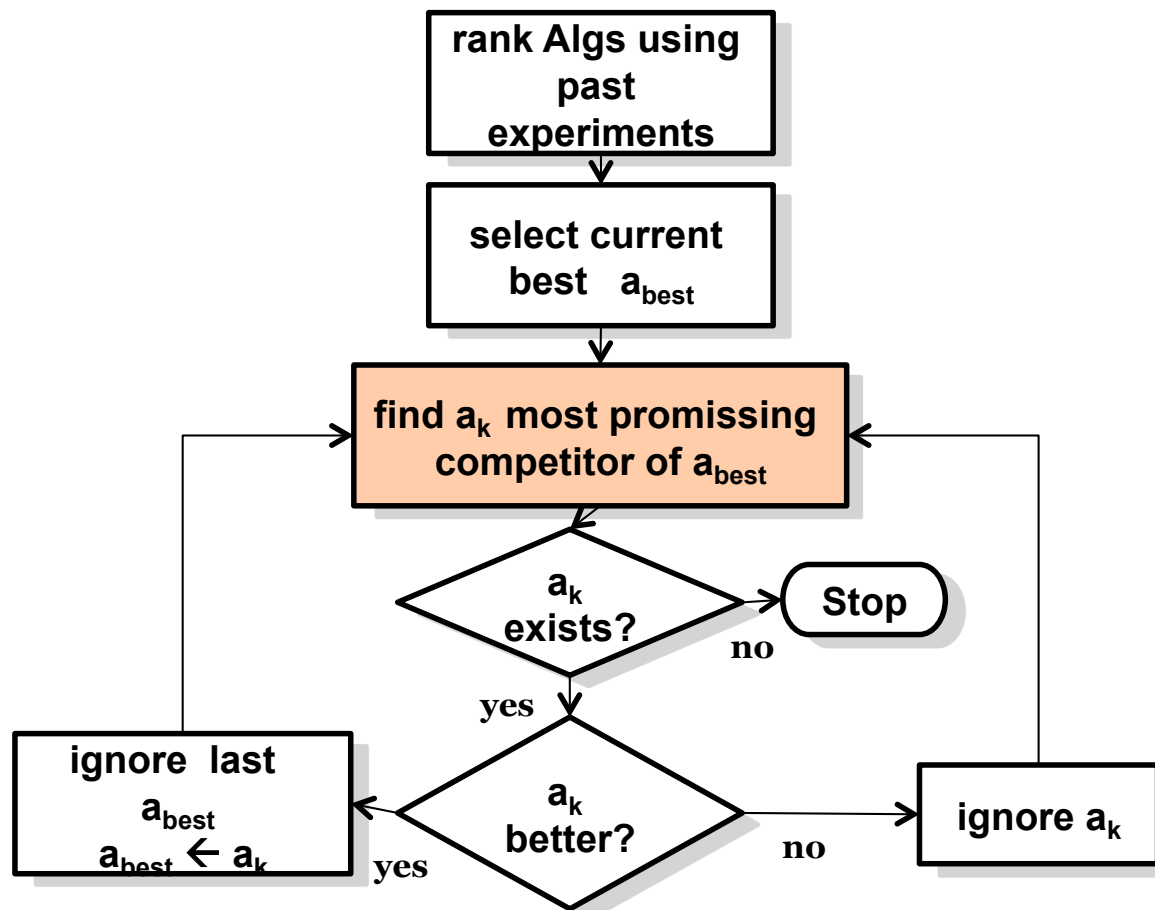 rank Algs using
past
experiments
select current
best a_best
find a_k most promissing
competitor of a_best
a_k
exists?
Stop
no
yes
ignore last
a_best
a_best ← a_k
yes
a_k
better?
no
ignore a_k